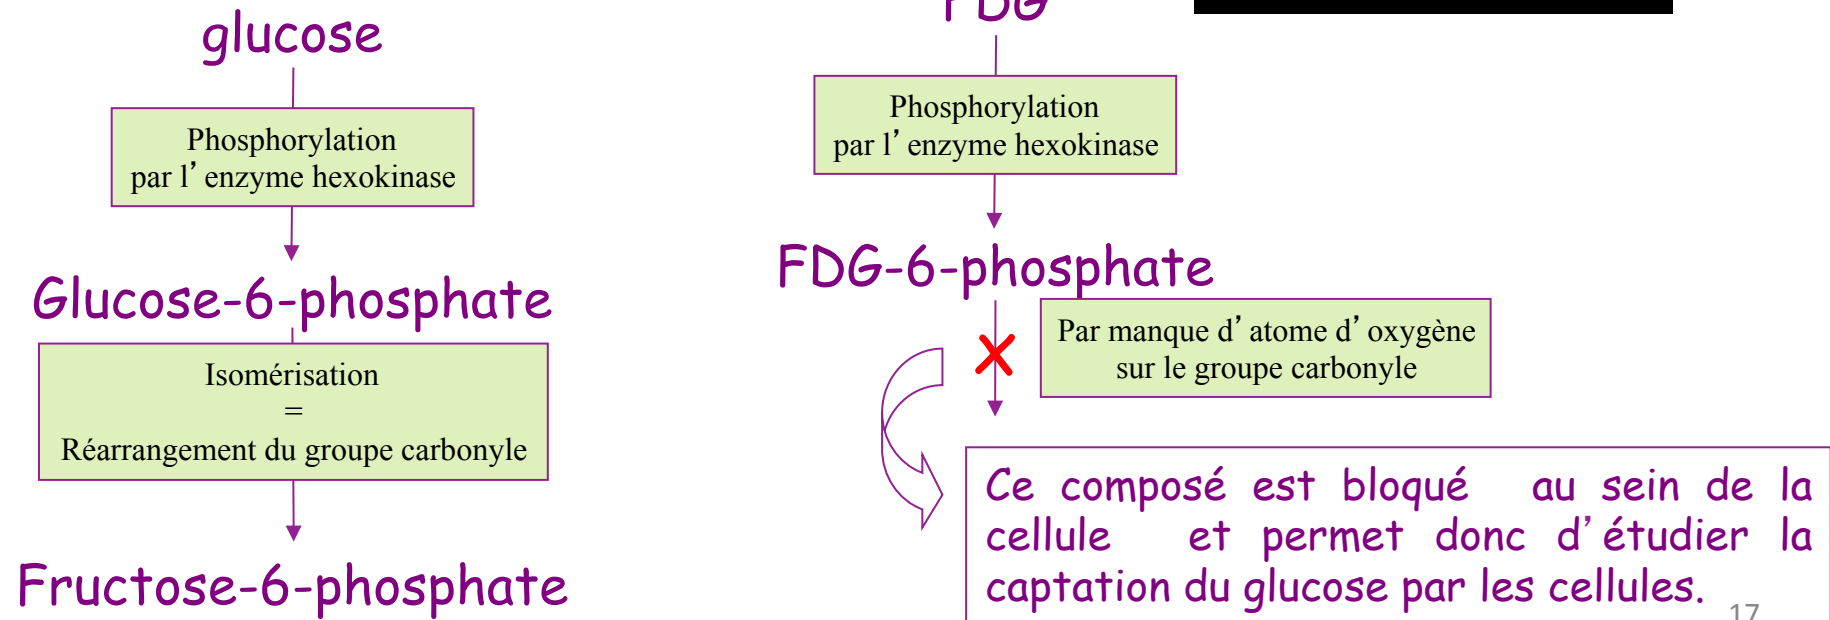 glucose
Phosphorylation
par l’enzyme hexokinase
Glucose-6-phosphate
Isomérisation
=
Réarrangement du groupe carbonyle
Fructose-6-phosphate
FDG
Phosphorylation
par l’enzyme hexokinase
FDG-6-phosphate
Par manque d’atome d’oxygène
sur le groupe carbonyle
Ce composé est bloqué au sein de la
cellule et permet donc d’étudier la
captation du glucose par les cellules.
17